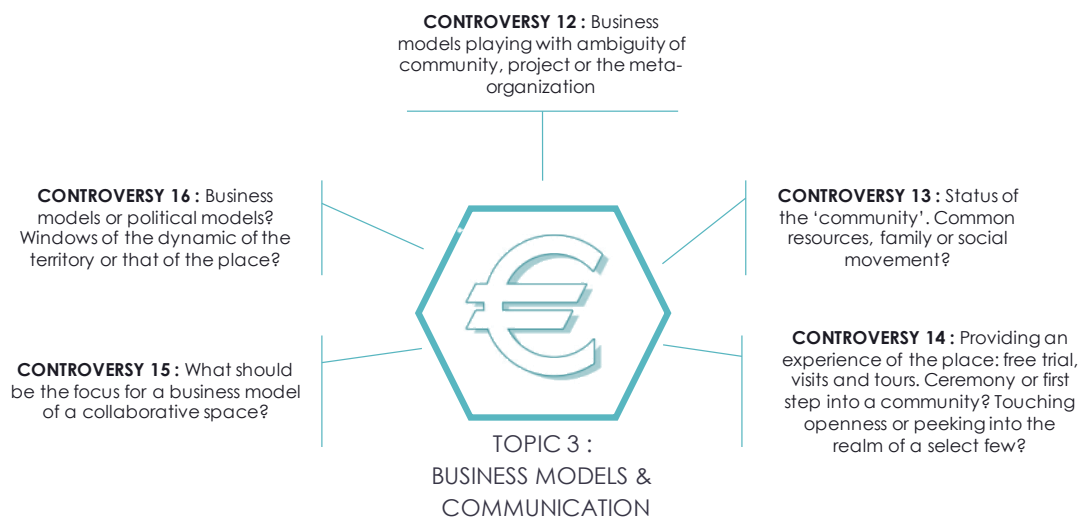 CONTROVERSY 12 : Business
models playing with ambiguity of
community, project or the meta-
organization
CONTROVERSY 16 : Business
models or political models?
Windows of the dynamic of the
territory or that of the place?
CONTROVERSY 13 : Status of
the ‘community’. Common
resources, family or social
movement?
CONTROVERSY 15 : What should
be the focus for a business model
of a collaborative space?
CONTROVERSY 14 : Providing an
experience of the place: free trial,
visits and tours. Ceremony or first
step into a community? Touching
openness or peeking into the
realm of a select few?
€
TOPIC 3 :
BUSINESS MODELS &
COMMUNICATION